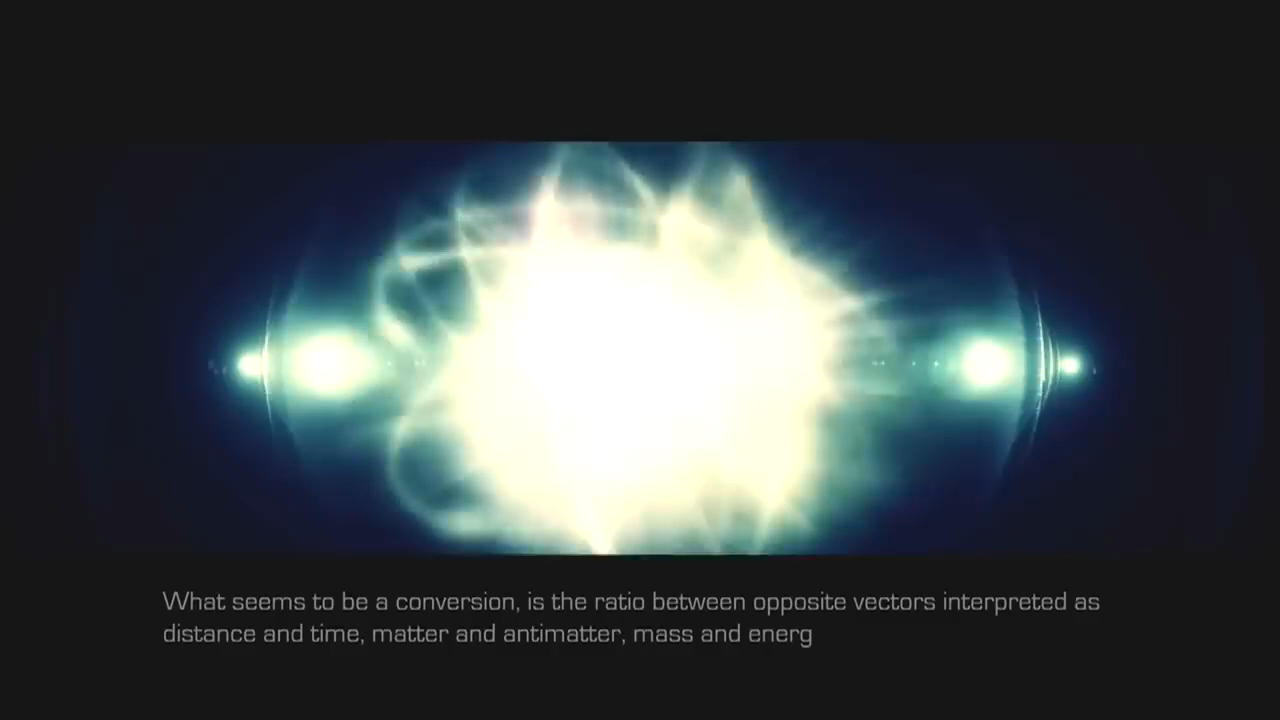 What seems to be a conversion, is the ratio between opposite vectors interpreted as
distance and time, matter and antimatter, mass and energ